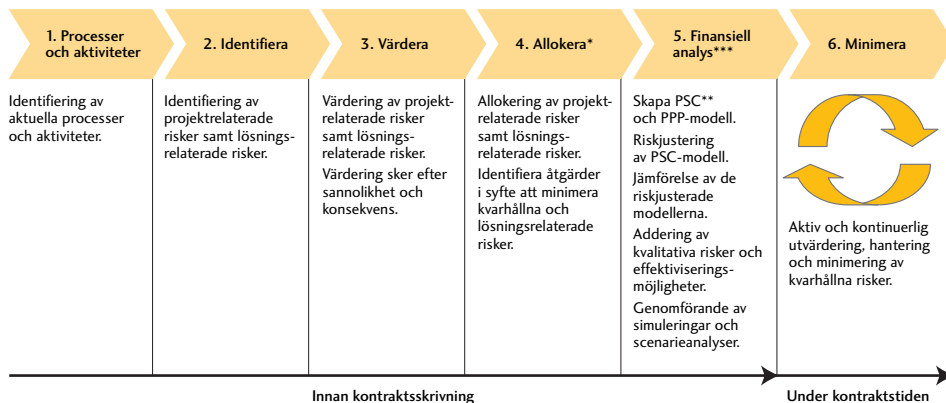 1. Processer
och aktiviteter
2. Identifiera
3. Värdera
4. Allokera*
5. Finansiell
analys***
6. Minimera
Identifiering av
aktuella processer
och aktiviteter.
Identifiering av
projektrelaterade
risker samt lösnings-
relaterade risker.
Värdering av projekt-
relaterade risker
samt lösnings-
relaterade risker.
Värdering sker efter
sannolikhet och
konsekvens.
Allokering av projekt-
relaterade risker
samt lösnings-
relaterade risker.
Identifiera åtgärder
i syfte att minimera
kvarhållna och
lösningsrelaterade
risker.
Skapa PSC**
och PPP-modell.
Riskjustering
av PSC-modell.
Jämförelse av de
riskjusterade
modellerna.
Addering av
kvalitativa risker och
effektiviserings-
möjligheter.
Genomförande av
simuleringar och
scenarieanalyser.
Aktiv och kontinuerlig
utvärdering, hantering
och minimering av
kvarhållna risker.
Innan kontraktsskrivning
Under kontraktstiden